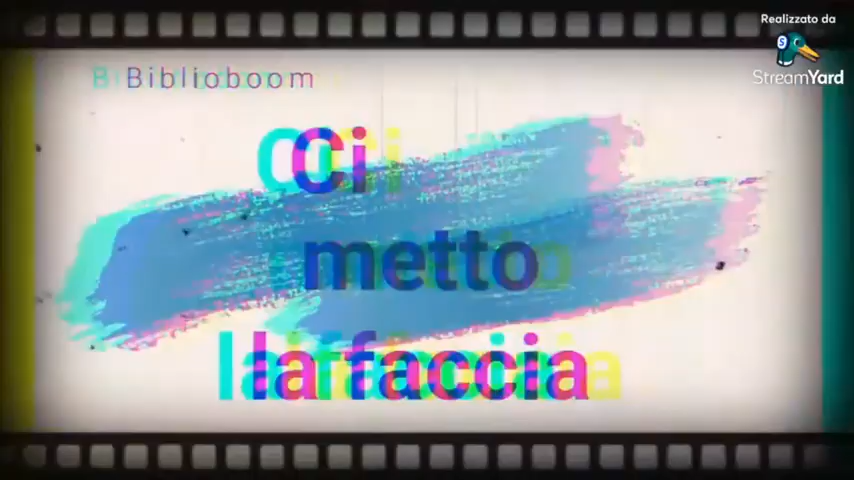 Realizzato da
StreamYard
Biblioboom
Ci
metto
la faccia